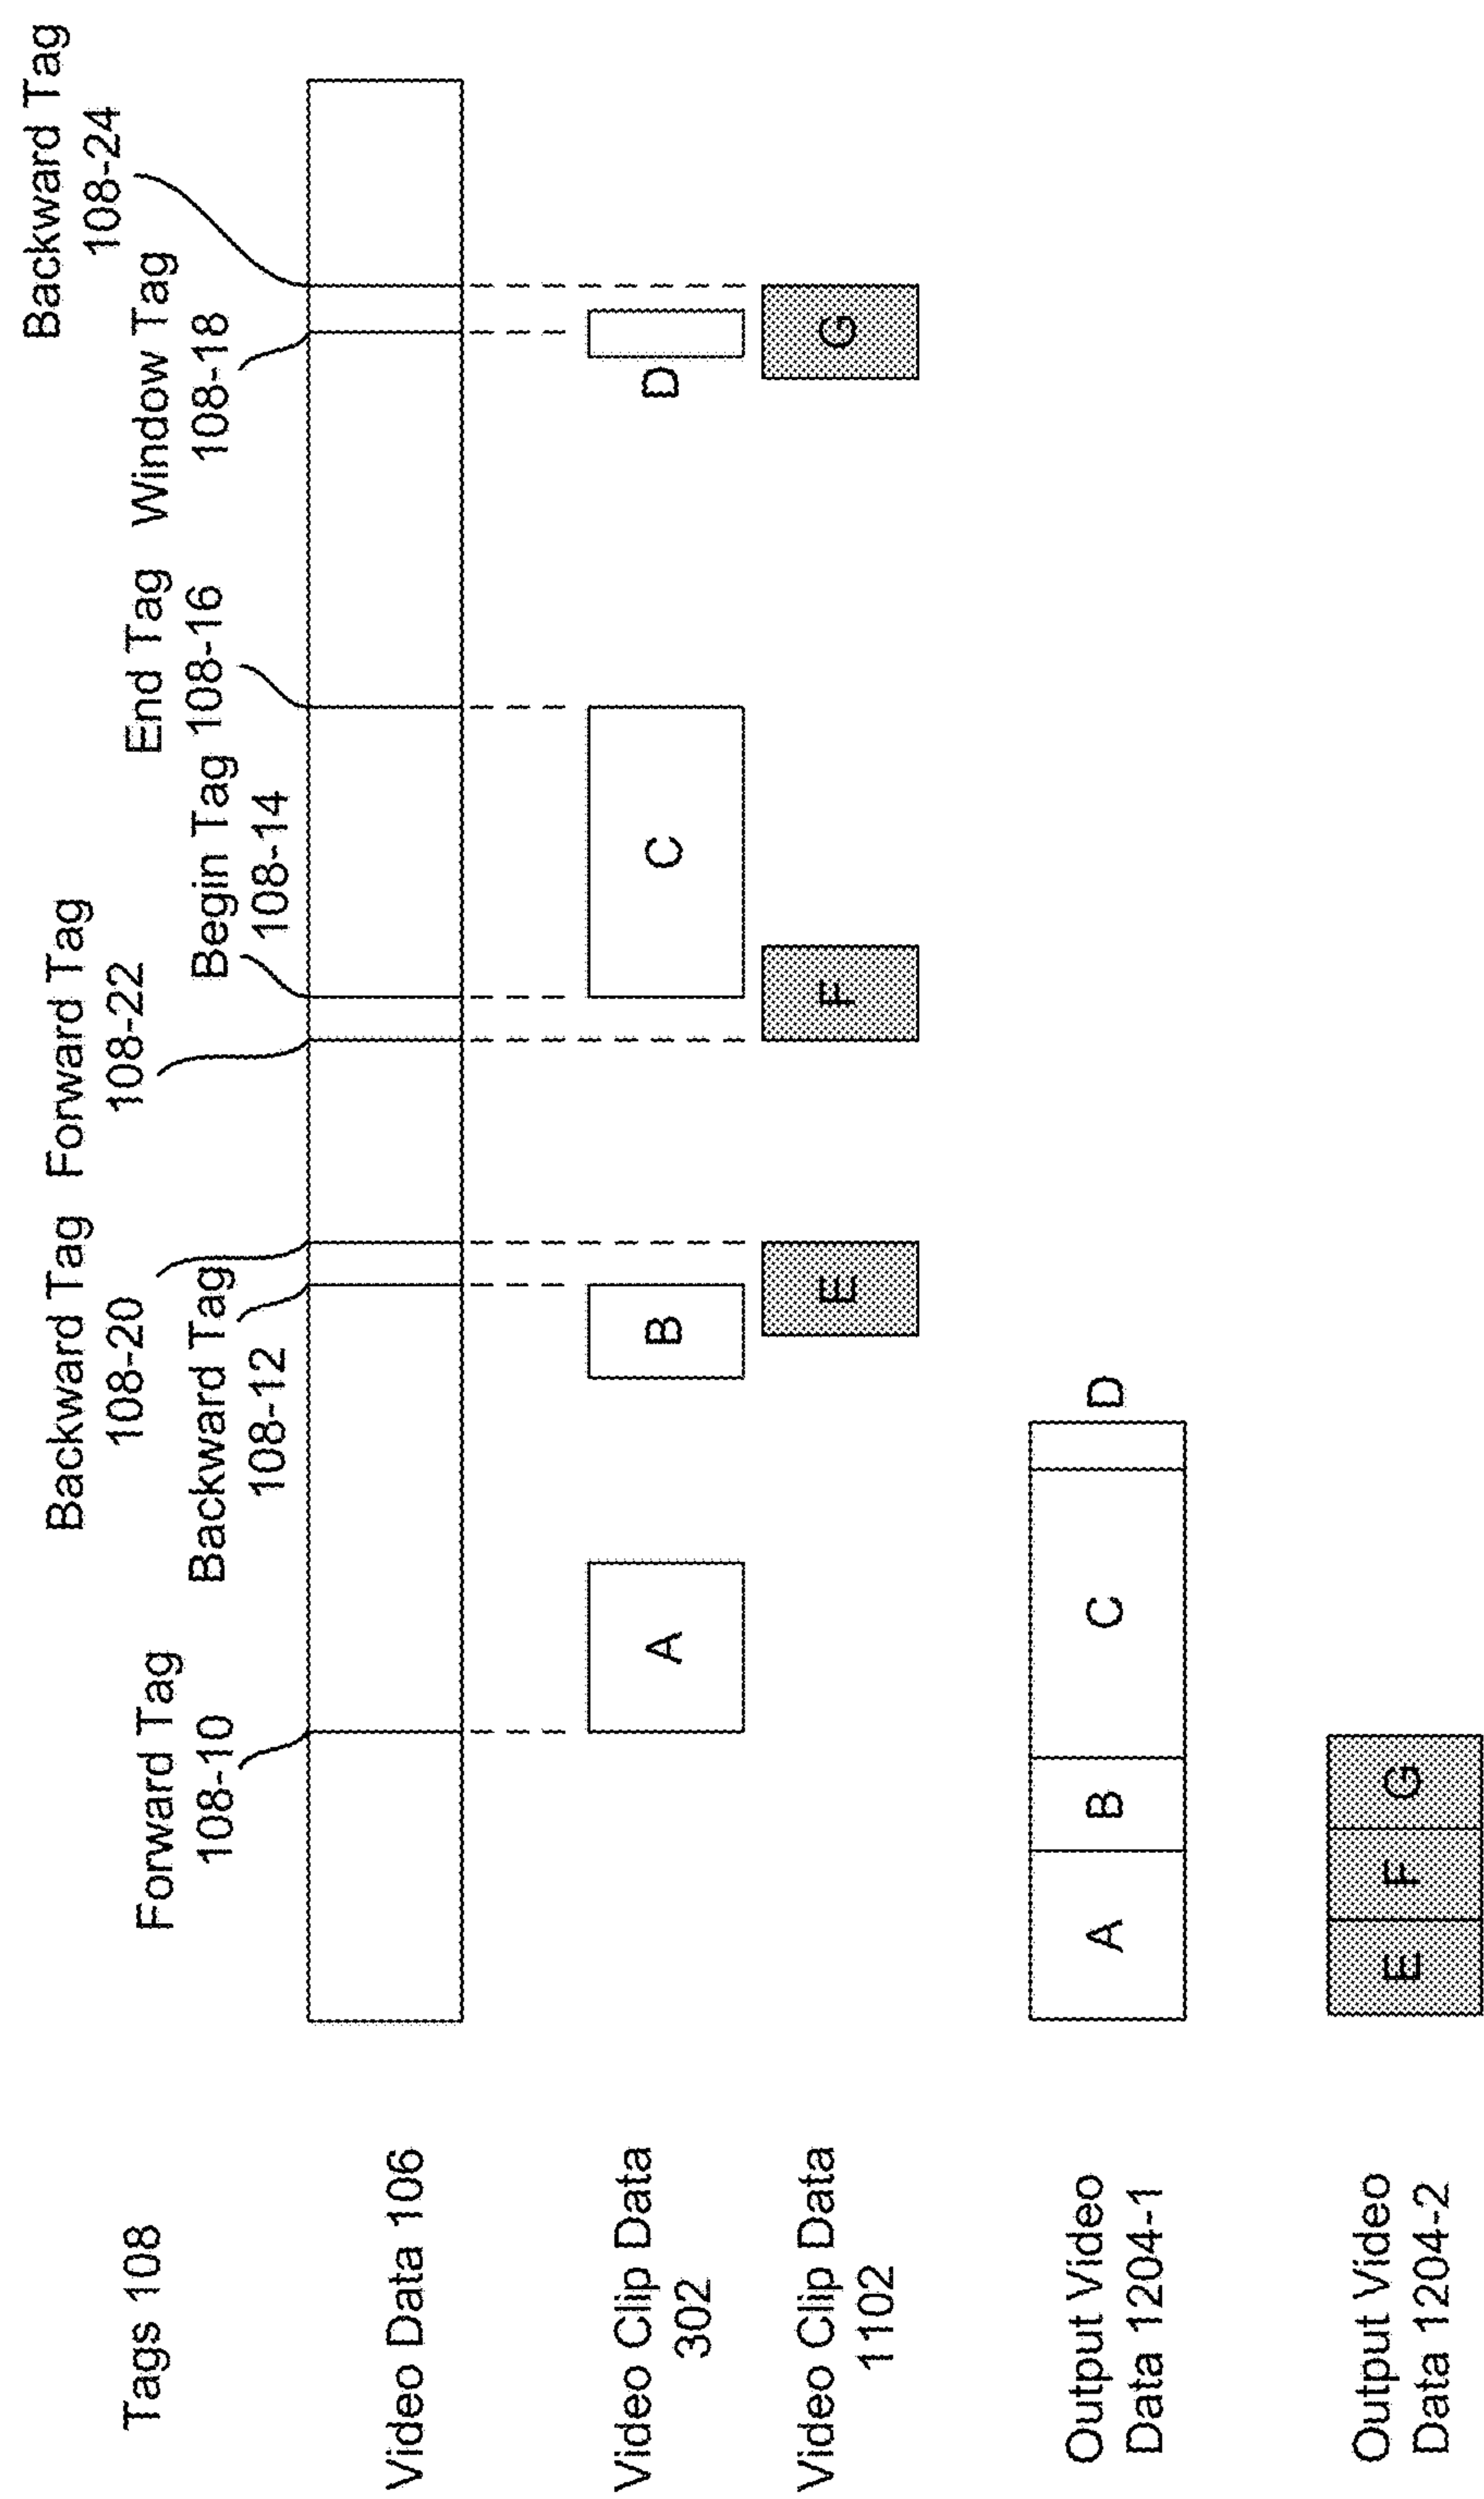 Tags 108
Forward Tag
108-10
Backward Tag
108-20
Backward Tag
108-12
Forward Tag
108-22
Begin Tag
108-14
End Tag
108-16
Window Tag
108-18
Backward Tag
108-24
Video Data 106
Video Clip Data
302
A
B
C
D
Video Clip Data
1102
E
F
G
Output Video
Data 1204-1
A
B
C
D
Output Video
Data 1204-2
E
F
G